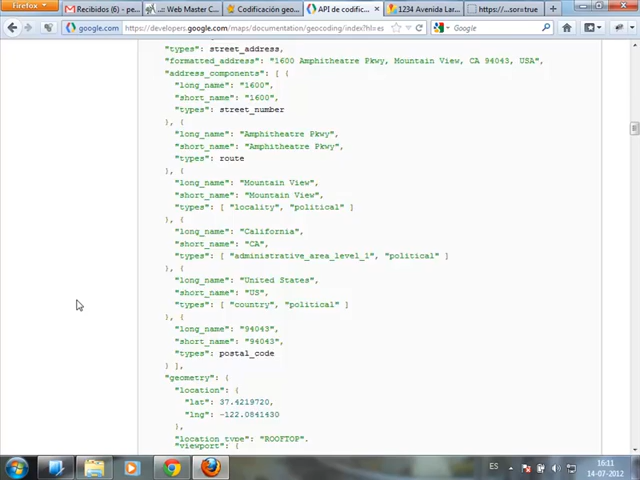 Firefox
Recibidos (6) - pe...
Web Master C...
Codificación geo...
API de codific...
1234 Avenida Lar...
https://...sor=true
google.com
https://developers.google.com/maps/documentation/geocoding/index?hl=es
Google
"types": street_address,
"formatted_address": "1600 Amphitheatre Pkwy, Mountain View, CA 94043, USA",
"address_components": [ {
"long_name": "1600",
"short_name": "1600",
"types": street_number
}, {
"long_name": "Amphitheatre Pkwy",
"short_name": "Amphitheatre Pkwy",
"types": route
}, {
"long_name": "Mountain View",
"short_name": "Mountain View",
"types": [ "locality", "political" ]
}, {
"long_name": "California",
"short_name": "CA",
"types": [ "administrative_area_level_1", "political" ]
}, {
"long_name": "United States",
"short_name": "US",
"types": [ "country", "political" ]
}, {
"long_name": "94043",
"short_name": "94043",
"types": postal_code
} ],
"geometry": {
"location": {
"lat": 37.4219720,
"lng": -122.0841430
"location_type": "ROOFTOP".
"viewport": {
ES
16:11
14-07-2012